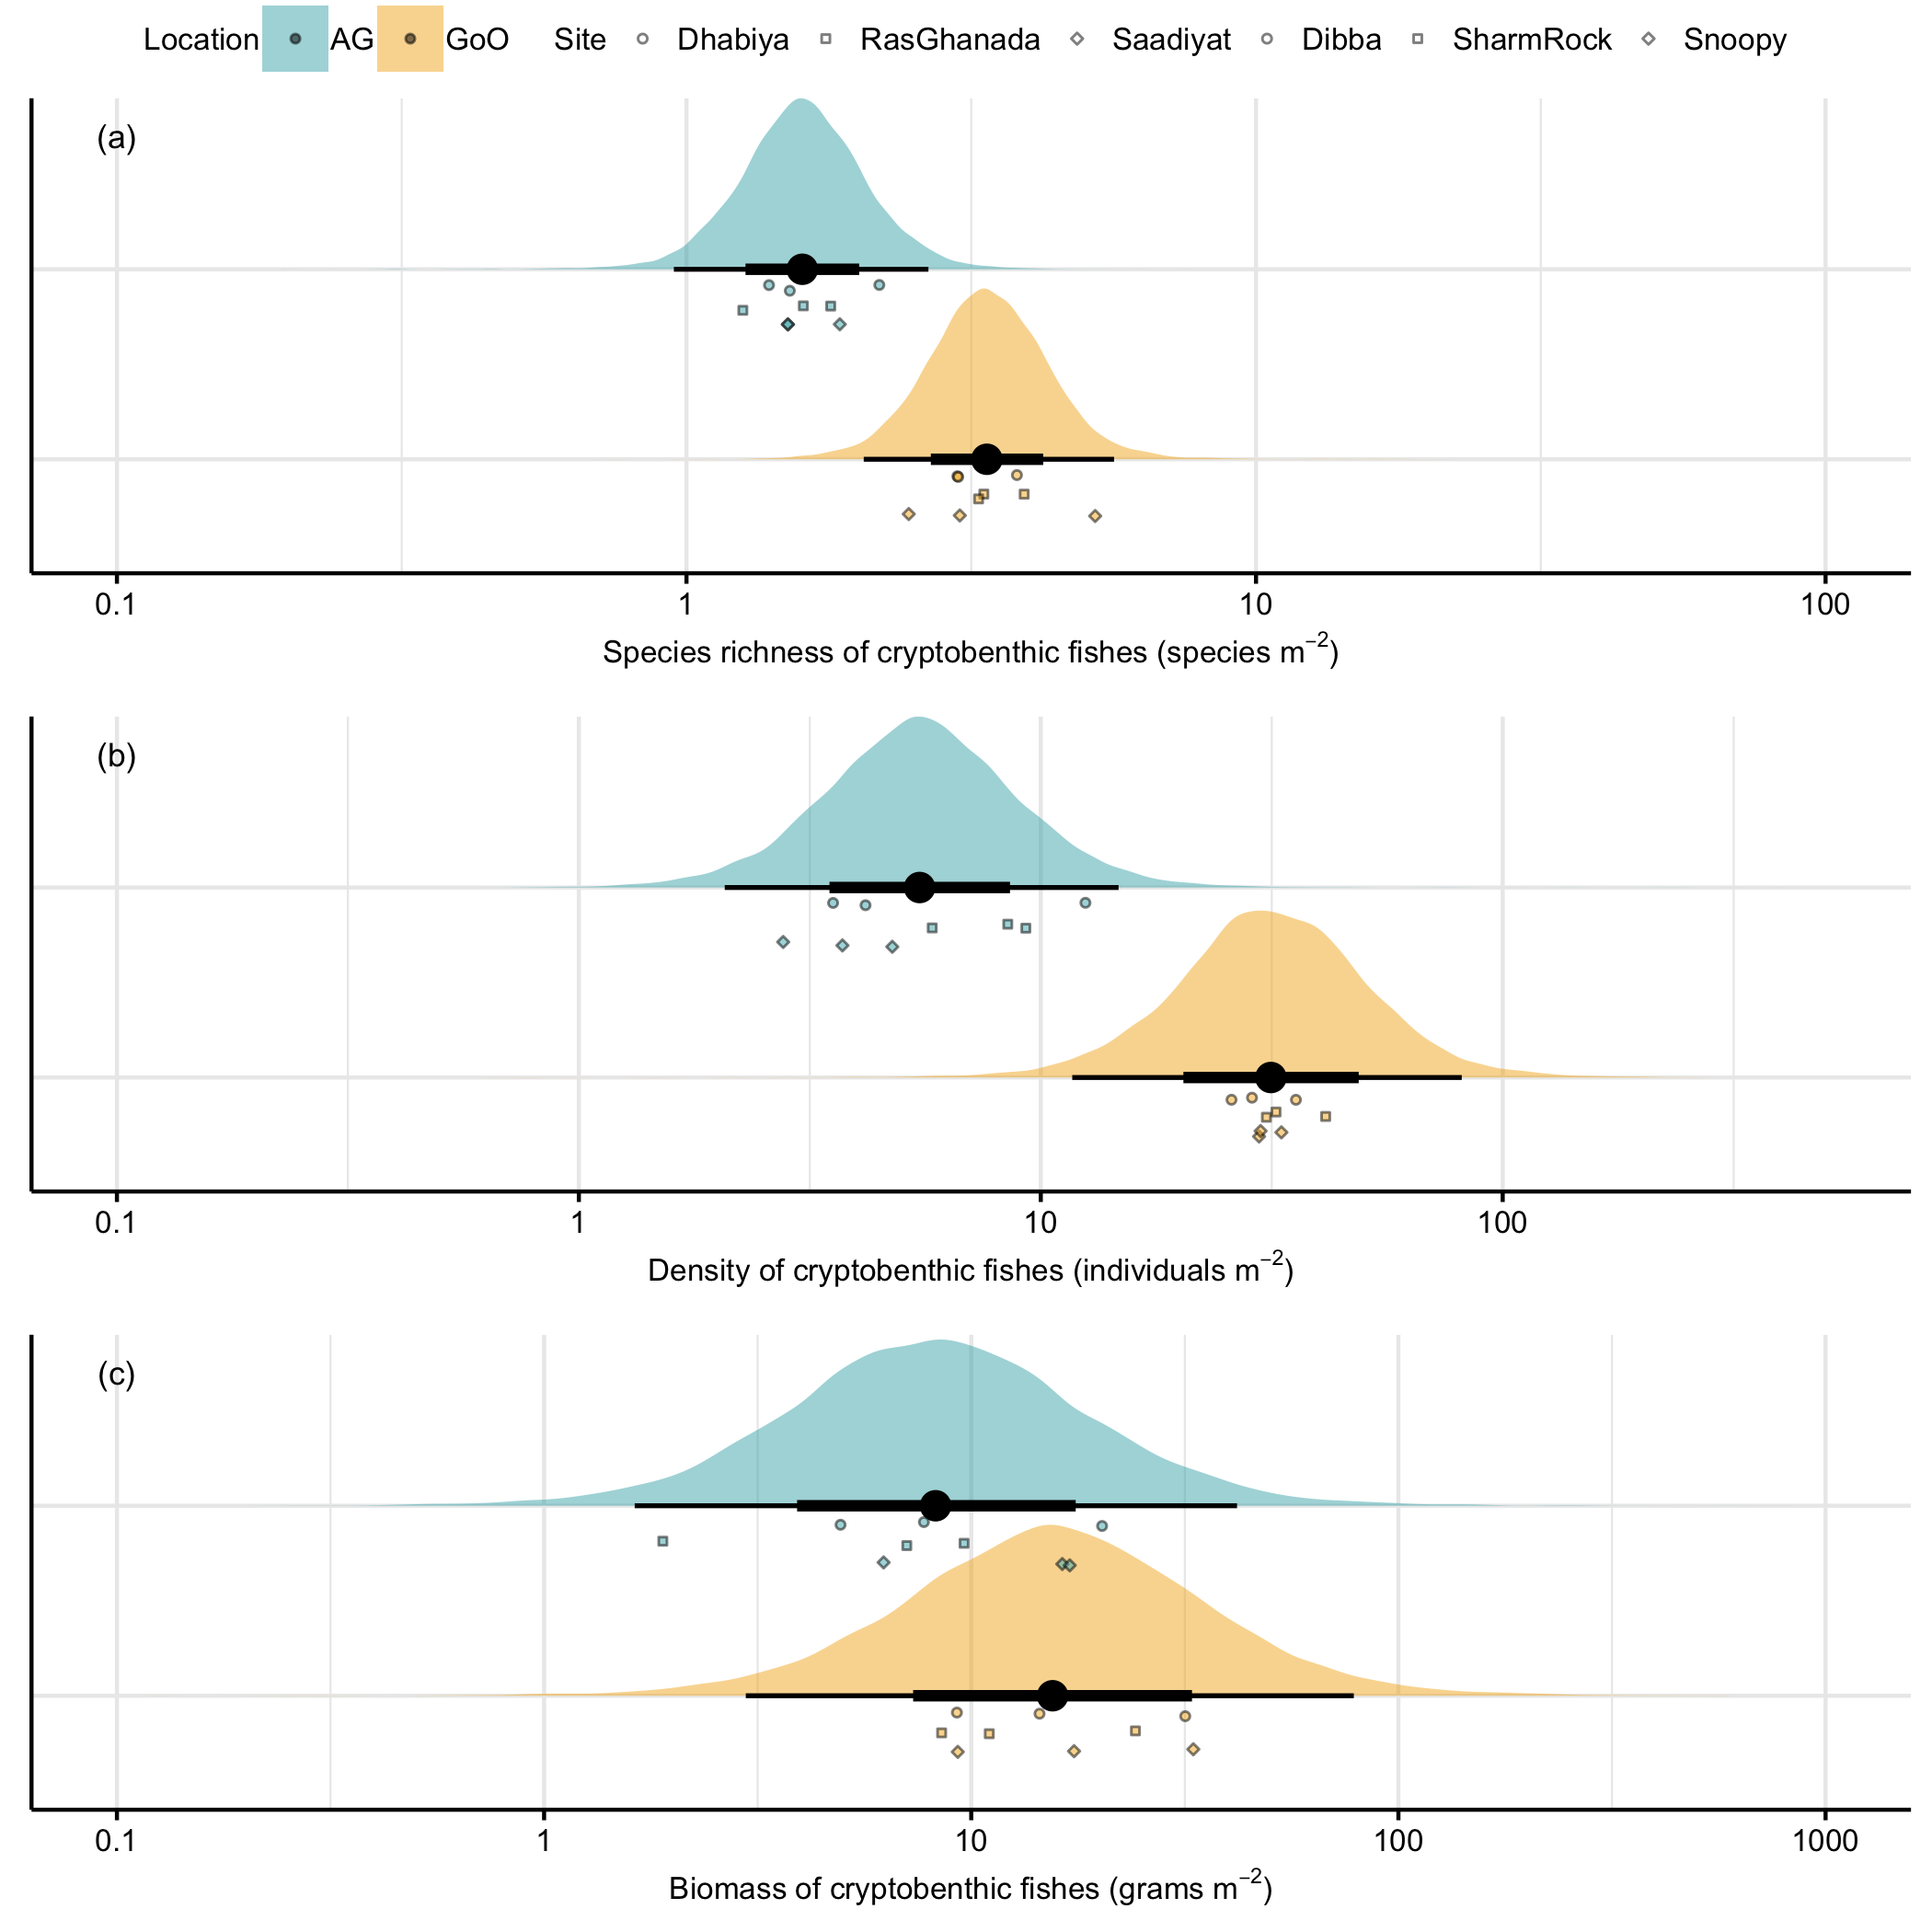 Location AG GoO Site Dhabiya RasGhanada Saadiyat Dibba SharmRock Snoopy
(a)
0.1 1 10 100
Species richness of cryptobenthic fishes (species m⁻²)
(b)
0.1 1 10 100
Density of cryptobenthic fishes (individuals m⁻²)
(c)
0.1 1 10 100 1000
Biomass of cryptobenthic fishes (grams m⁻²)